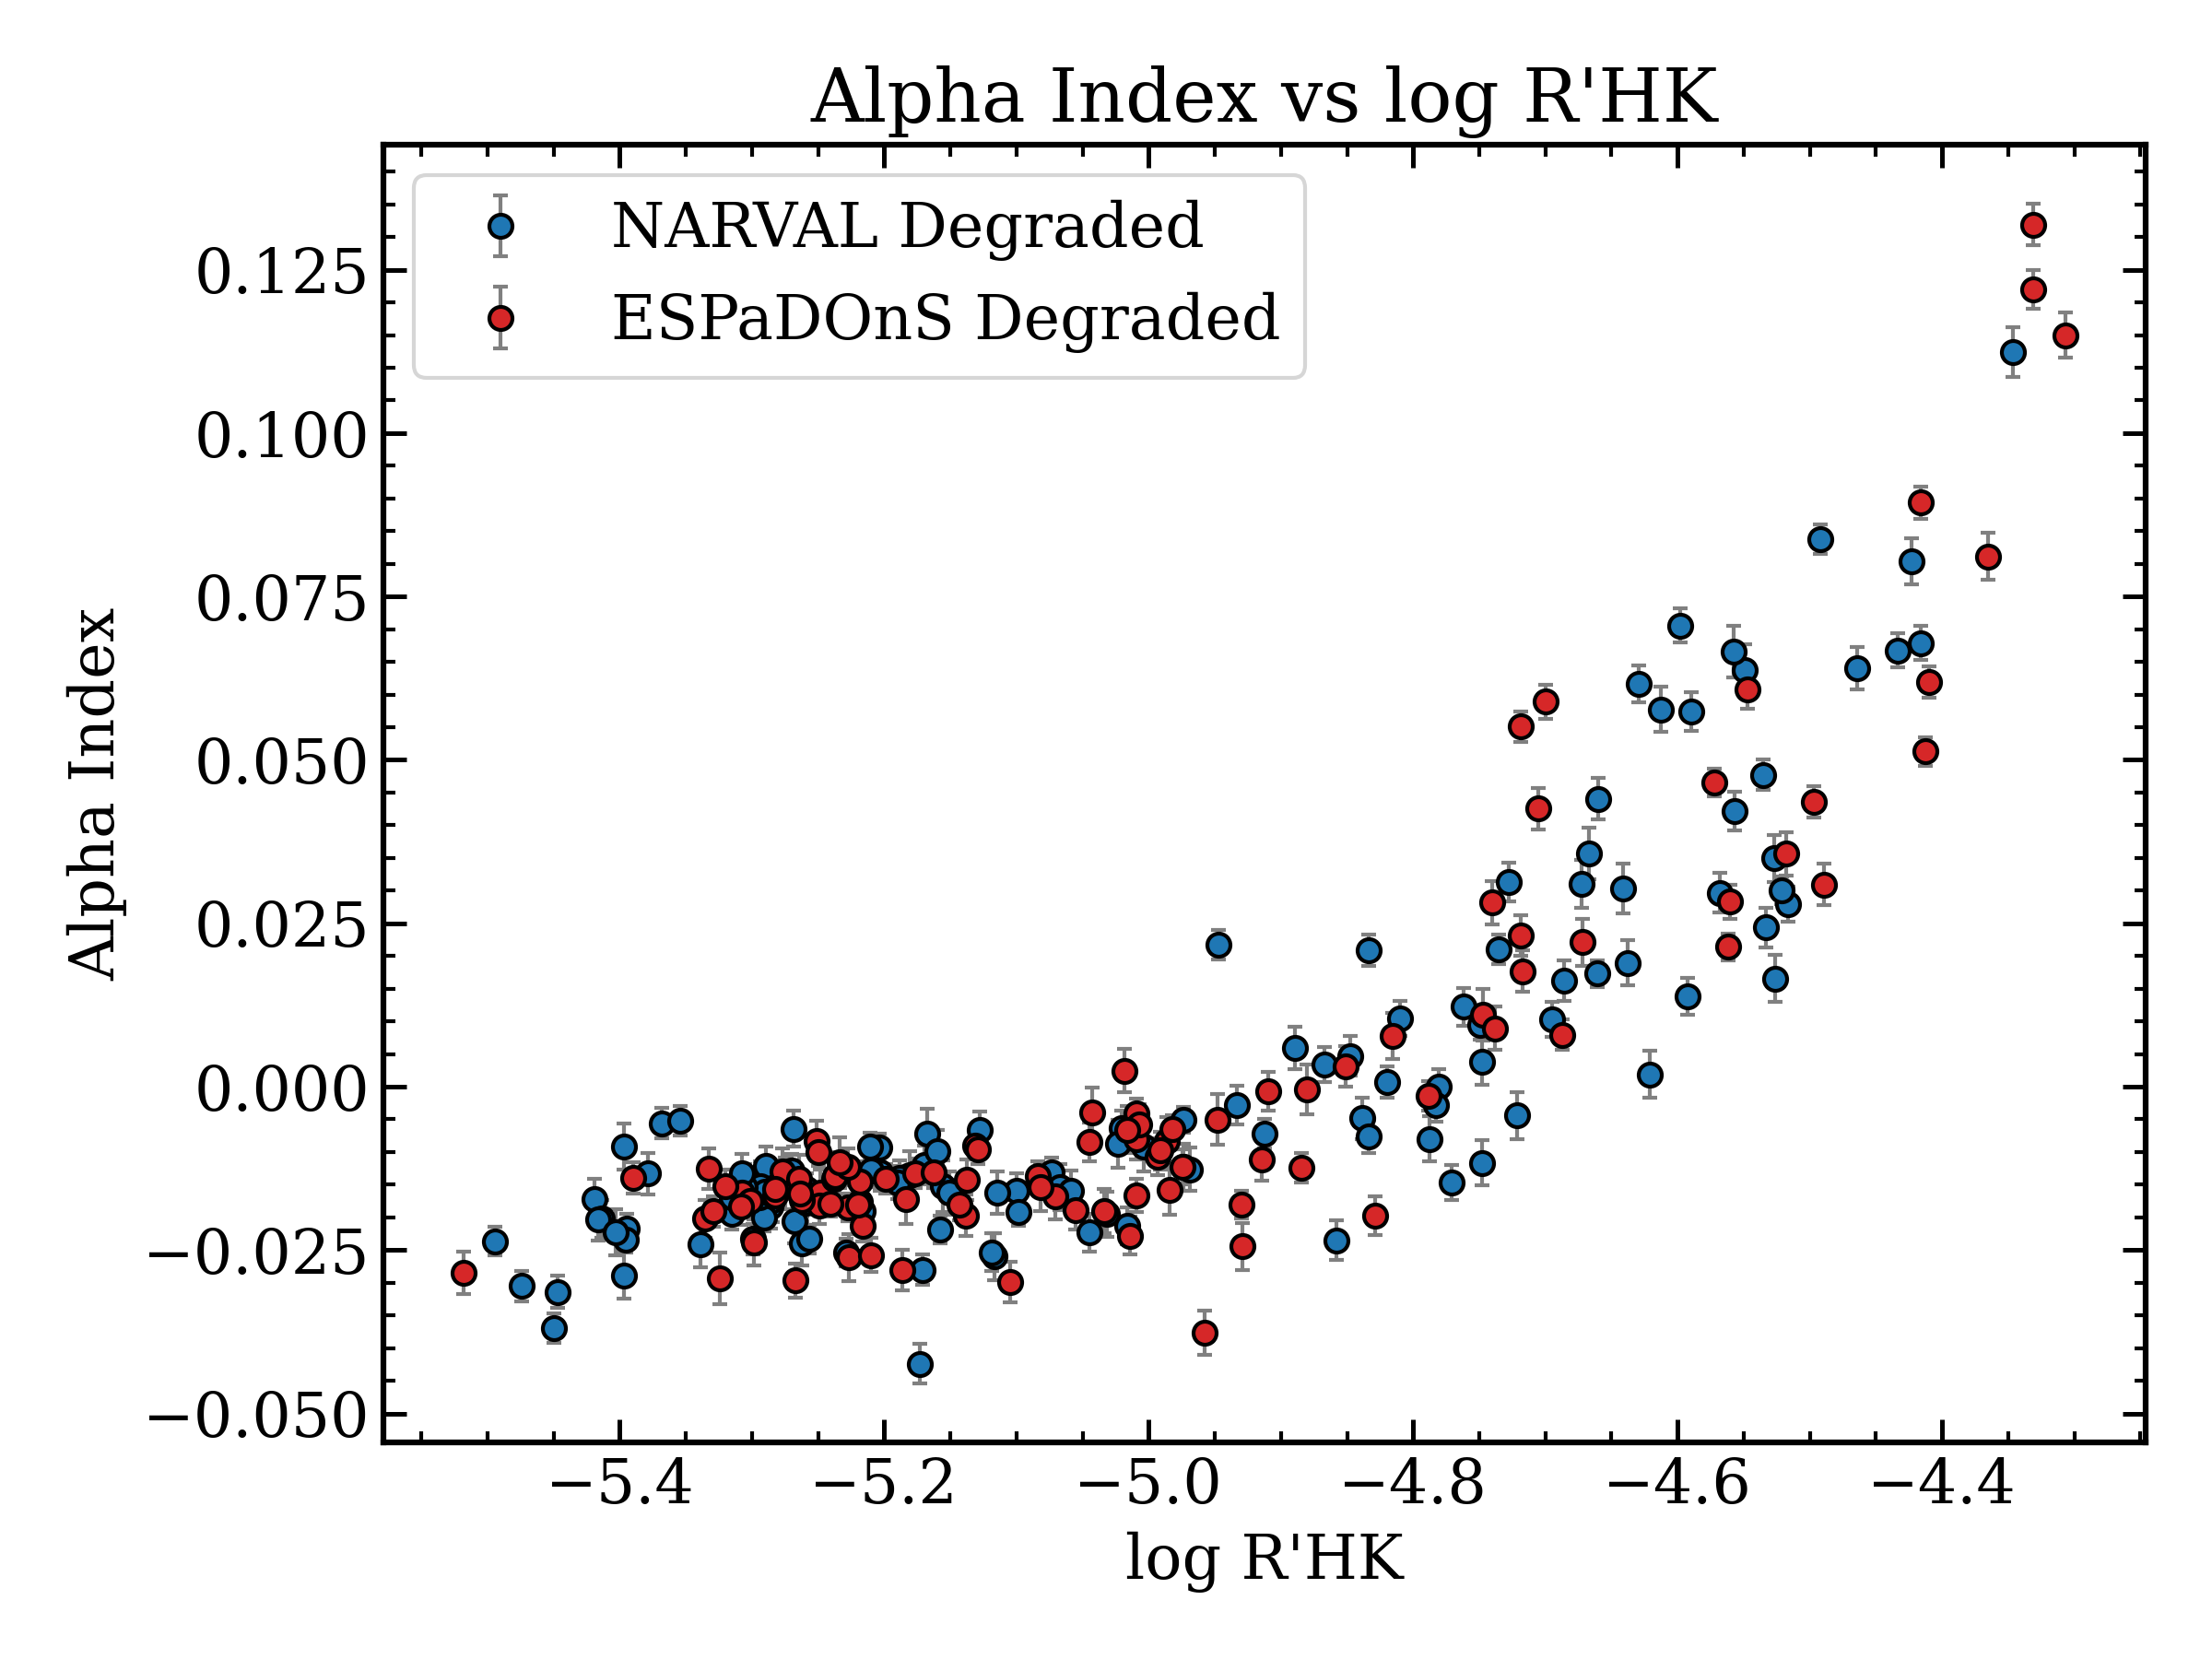 Alpha Index vs log R'HK
NARVAL Degraded
ESPaDOnS Degraded
Alpha Index
0.125
0.100
0.075
0.050
0.025
0.000
−0.025
−0.050
−5.4 −5.2 −5.0 −4.8 −4.6 −4.4
log R'HK